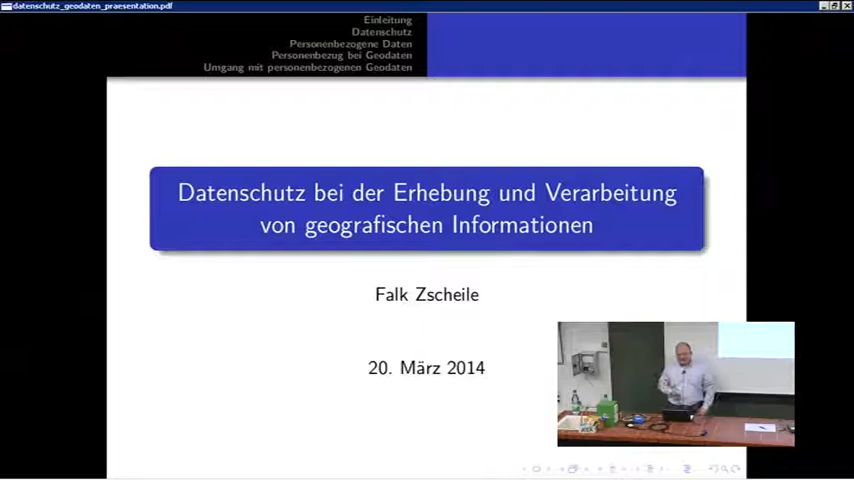 datenschutz_geodaten_praesentation.pdf
Einleitung
Datenschutz
Personenbezogene Daten
Personenbezug bei Geodaten
Umgang mit personenbezogenen Geodaten
Datenschutz bei der Erhebung und Verarbeitung
von geografischen Informationen
Falk Zscheile
20. März 2014